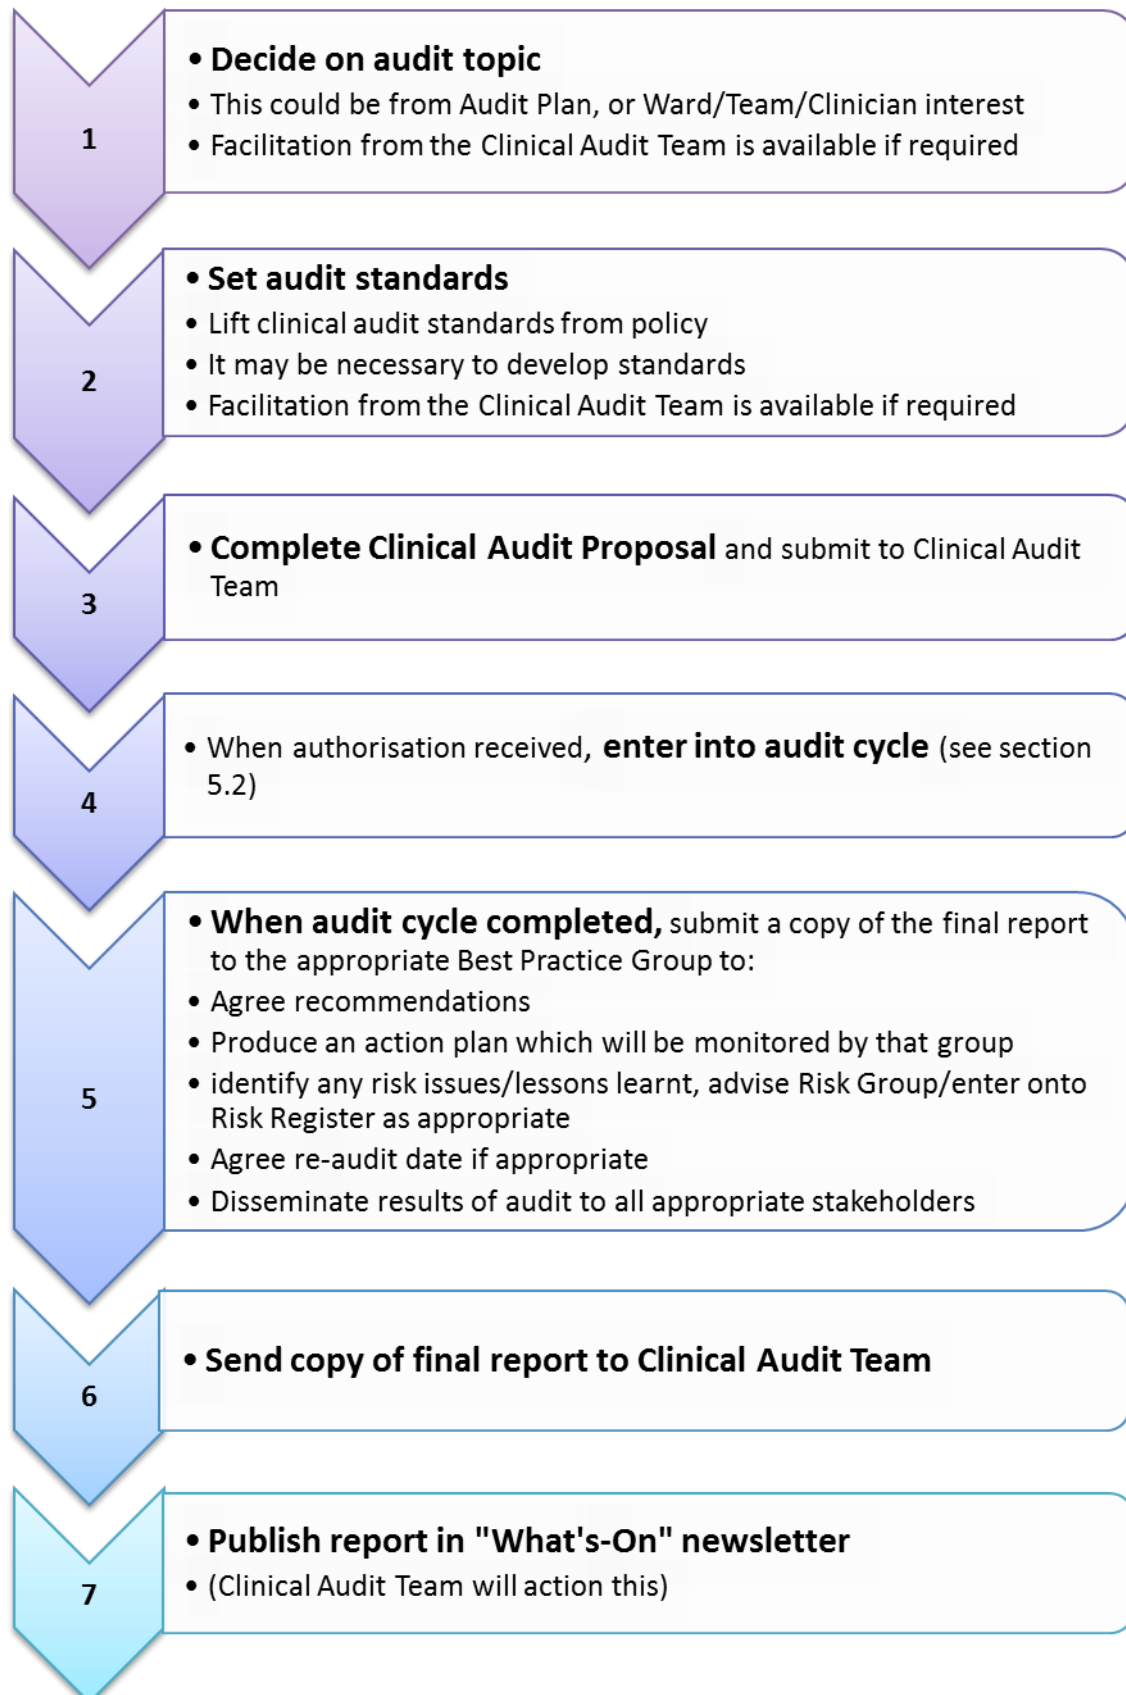 1
• Decide on audit topic
• This could be from Audit Plan, or Ward/Team/Clinician interest
• Facilitation from the Clinical Audit Team is available if required
2
• Set audit standards
• Lift clinical audit standards from policy
• It may be necessary to develop standards
• Facilitation from the Clinical Audit Team is available if required
3
• Complete Clinical Audit Proposal and submit to Clinical Audit
Team
4
• When authorisation received, enter into audit cycle (see section
5.2)
5
• When audit cycle completed, submit a copy of the final report
to the appropriate Best Practice Group to:
• Agree recommendations
• Produce an action plan which will be monitored by that group
• identify any risk issues/lessons learnt, advise Risk Group/enter onto
Risk Register as appropriate
• Agree re-audit date if appropriate
• Disseminate results of audit to all appropriate stakeholders
6
• Send copy of final report to Clinical Audit Team
7
• Publish report in "What's-On" newsletter
• (Clinical Audit Team will action this)